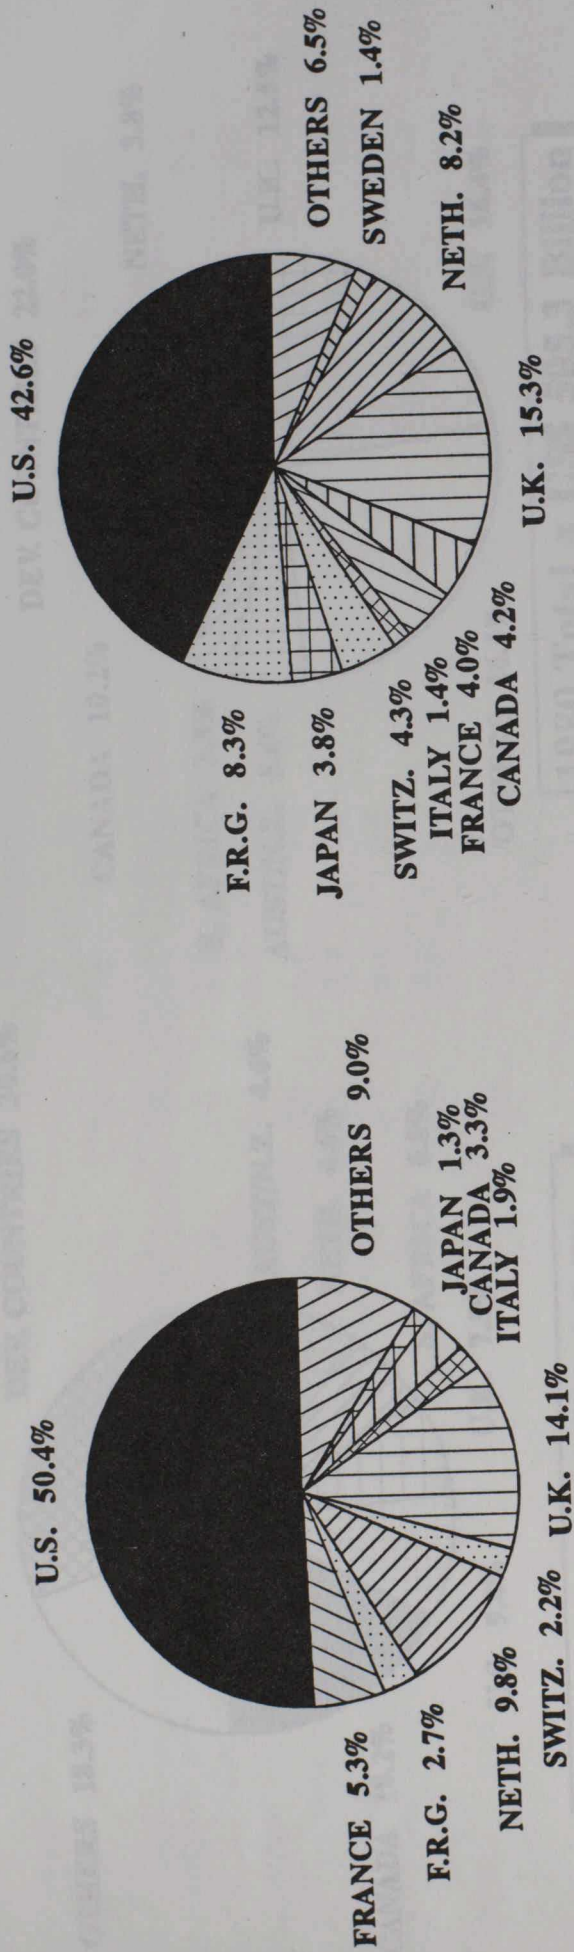 U.S. 50.4%
OTHERS 9.0%
JAPAN 1.3%
CANADA 3.3%
ITALY 1.9%
U.K. 14.1%
SWITZ. 2.2%
NETH. 9.8%
F.R.G. 2.7%
FRANCE 5.3%
U.S. 42.6%
OTHERS 6.5%
SWEDEN 1.4%
NETH. 8.2%
U.K. 15.3%
CANADA 4.2%
FRANCE 4.0%
ITALY 1.4%
SWITZ. 4.3%
JAPAN 3.8%
F.R.G. 8.3%